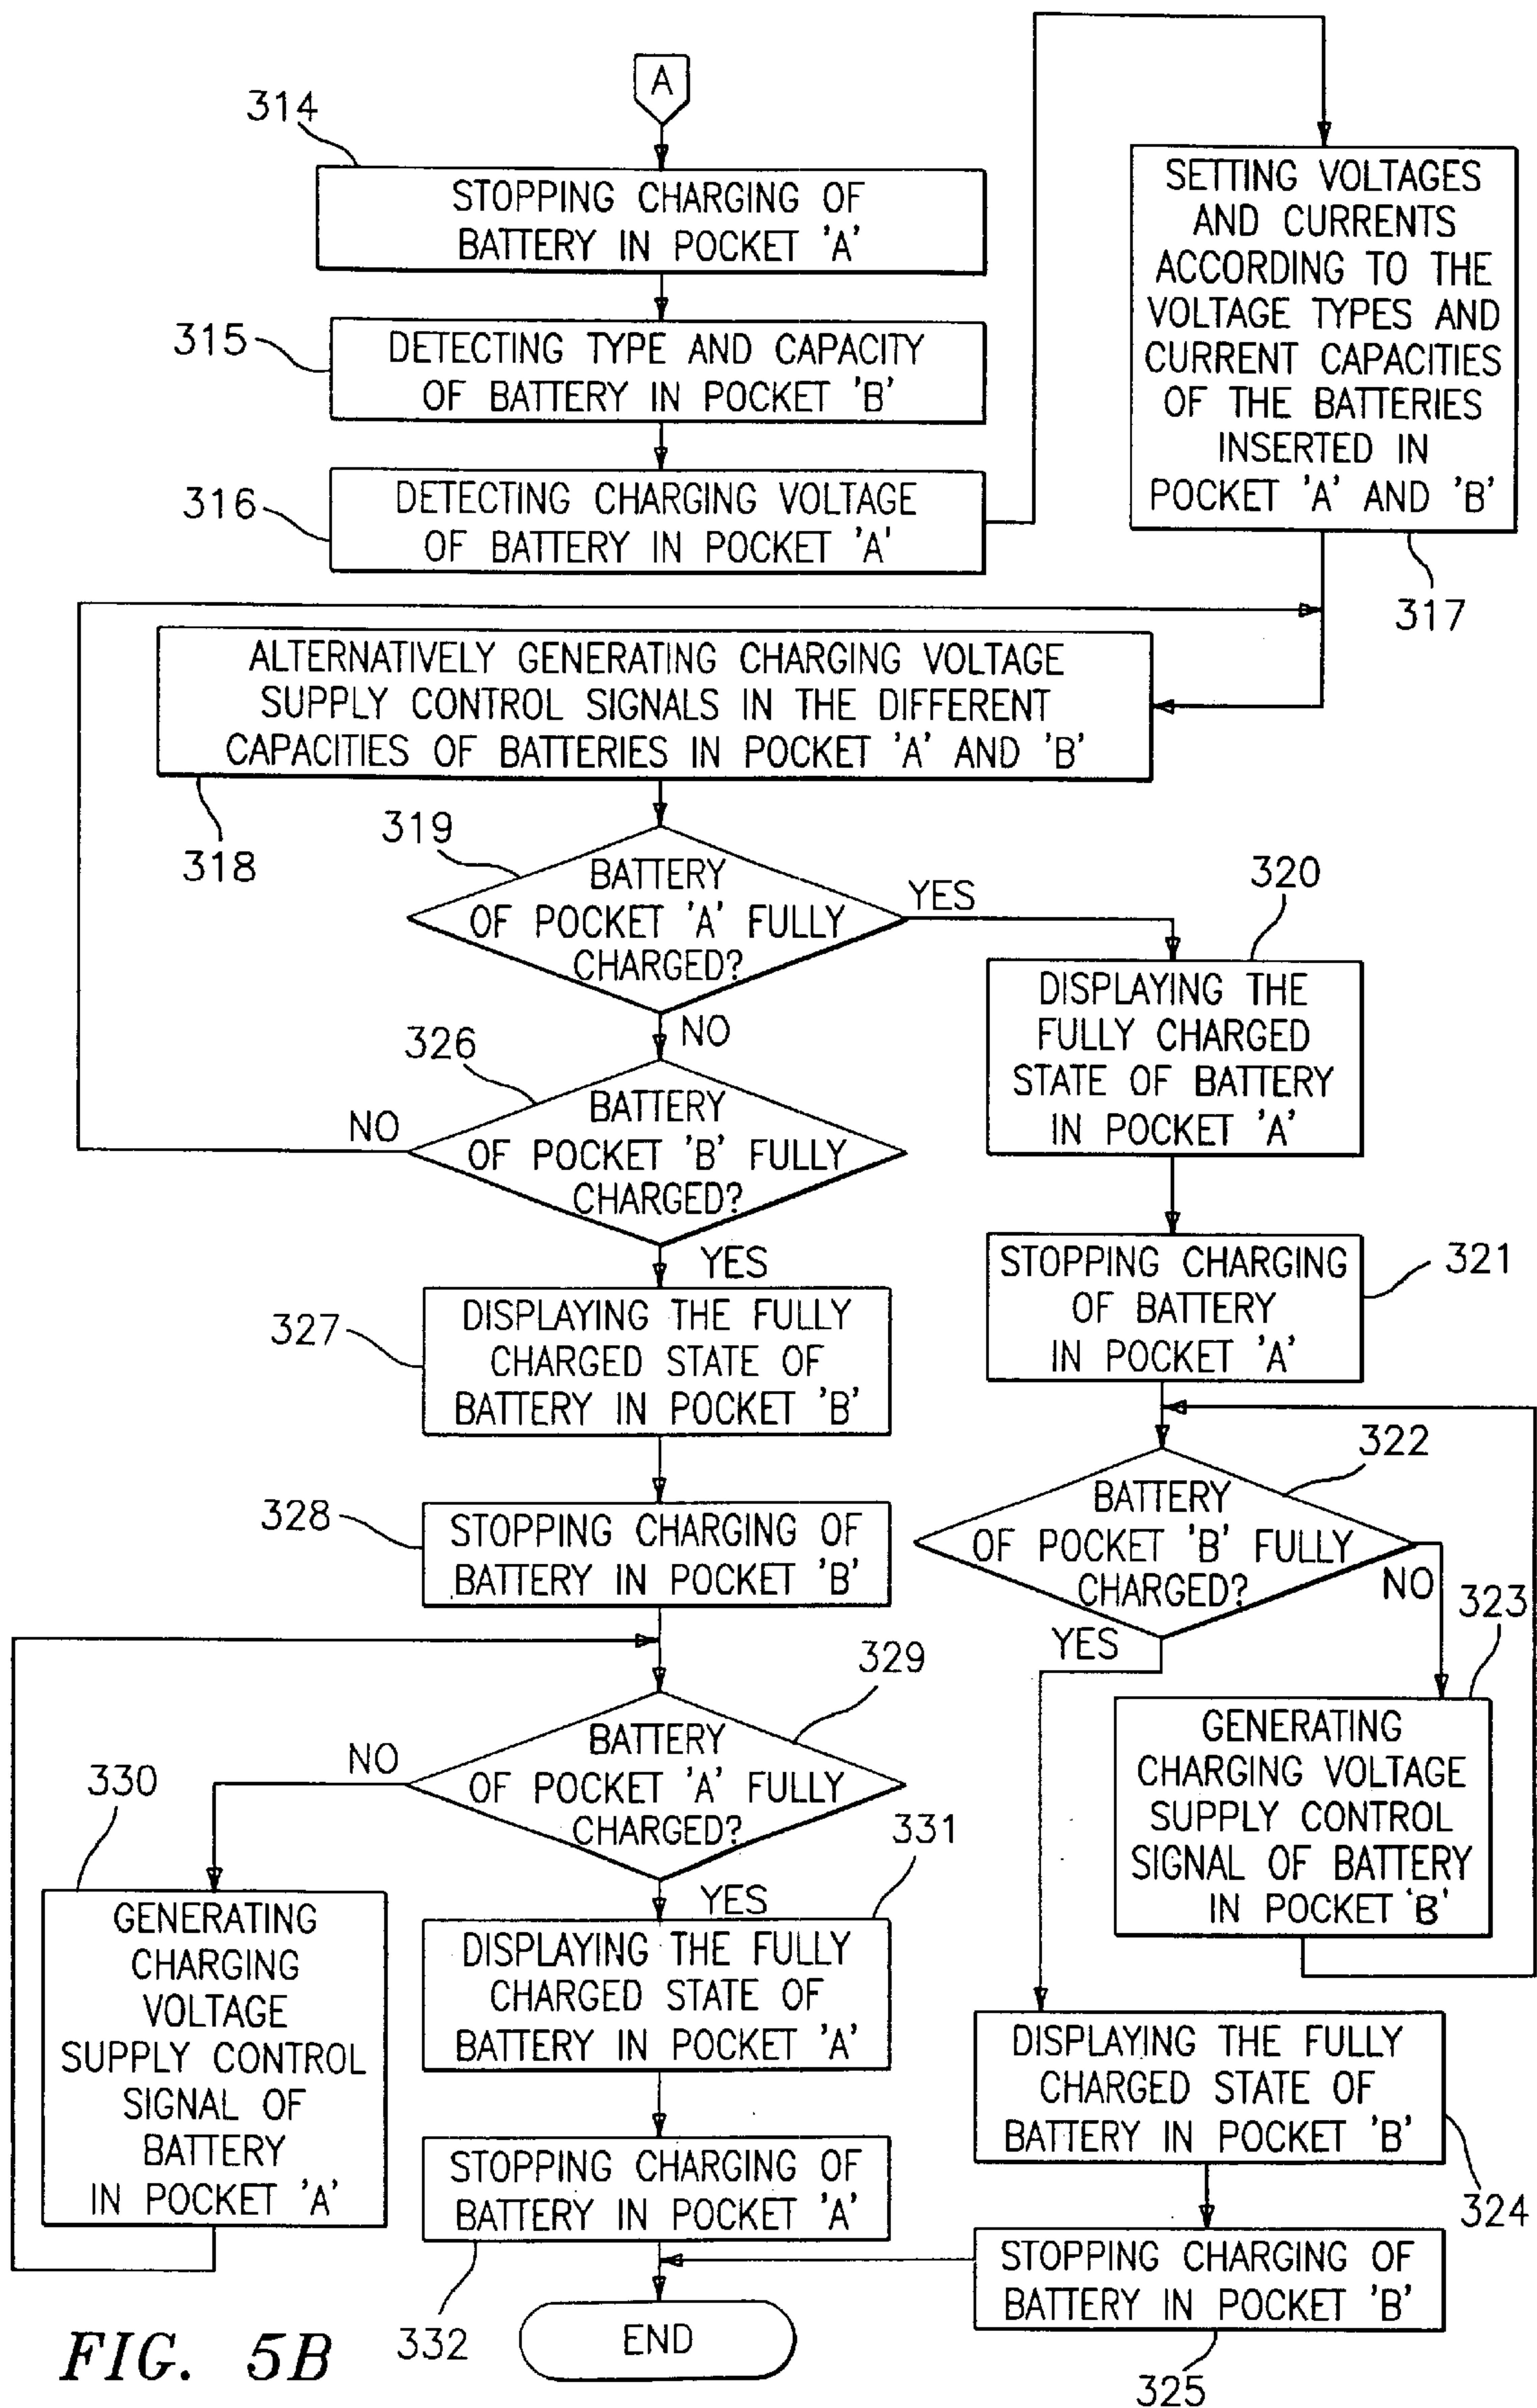 A
314
STOPPING CHARGING OF
BATTERY IN POCKET 'A'
315
DETECTING TYPE AND CAPACITY
OF BATTERY IN POCKET 'B'
316
DETECTING CHARGING VOLTAGE
OF BATTERY IN POCKET 'A'
SETTING VOLTAGES
AND CURRENTS
ACCORDING TO THE
VOLTAGE TYPES AND
CURRENT CAPACITIES
OF THE BATTERIES
INSERTED IN
POCKET 'A' AND 'B'
317
ALTERNATIVELY GENERATING CHARGING VOLTAGE
SUPPLY CONTROL SIGNALS IN THE DIFFERENT
CAPACITIES OF BATTERIES IN POCKET 'A' AND 'B'
318
319
BATTERY
OF POCKET 'A' FULLY
CHARGED?
YES
NO
320
DISPLAYING THE
FULLY CHARGED
STATE OF BATTERY
IN POCKET 'A'
326
BATTERY
OF POCKET 'B' FULLY
CHARGED?
NO
YES
321
STOPPING CHARGING
OF BATTERY
IN POCKET 'A'
327
DISPLAYING THE FULLY
CHARGED STATE OF
BATTERY IN POCKET 'B'
322
BATTERY
OF POCKET 'B' FULLY
CHARGED?
NO
YES
328
STOPPING CHARGING OF
BATTERY IN POCKET 'B'
323
GENERATING
CHARGING VOLTAGE
SUPPLY CONTROL
SIGNAL OF BATTERY
IN POCKET 'B'
329
BATTERY
OF POCKET 'A' FULLY
CHARGED?
NO
YES
330
GENERATING
CHARGING
VOLTAGE
SUPPLY CONTROL
SIGNAL OF
BATTERY
IN POCKET 'A'
331
DISPLAYING THE FULLY
CHARGED STATE OF
BATTERY IN POCKET 'A'
DISPLAYING THE FULLY
CHARGED STATE OF
BATTERY IN POCKET 'B'
324
STOPPING CHARGING OF
BATTERY IN POCKET 'A'
332
STOPPING CHARGING OF
BATTERY IN POCKET 'B'
325
END
FIG. 5B